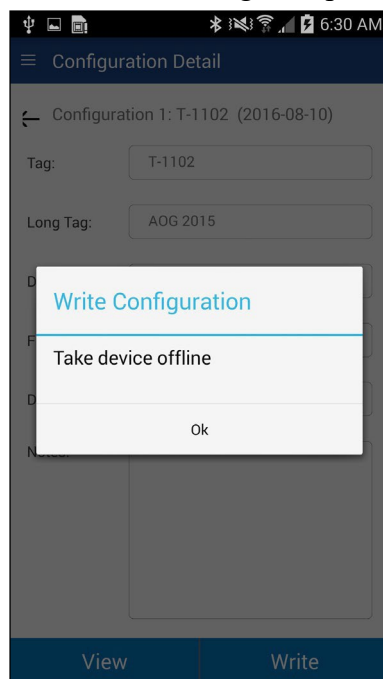 6:30 AM
Configuration Detail
Configuration 1: T-1102 (2016-08-10)
Tag: T-1102
Long Tag: AOG 2015
D
Write Configuration
F
Take device offline
D
Ok
View Write